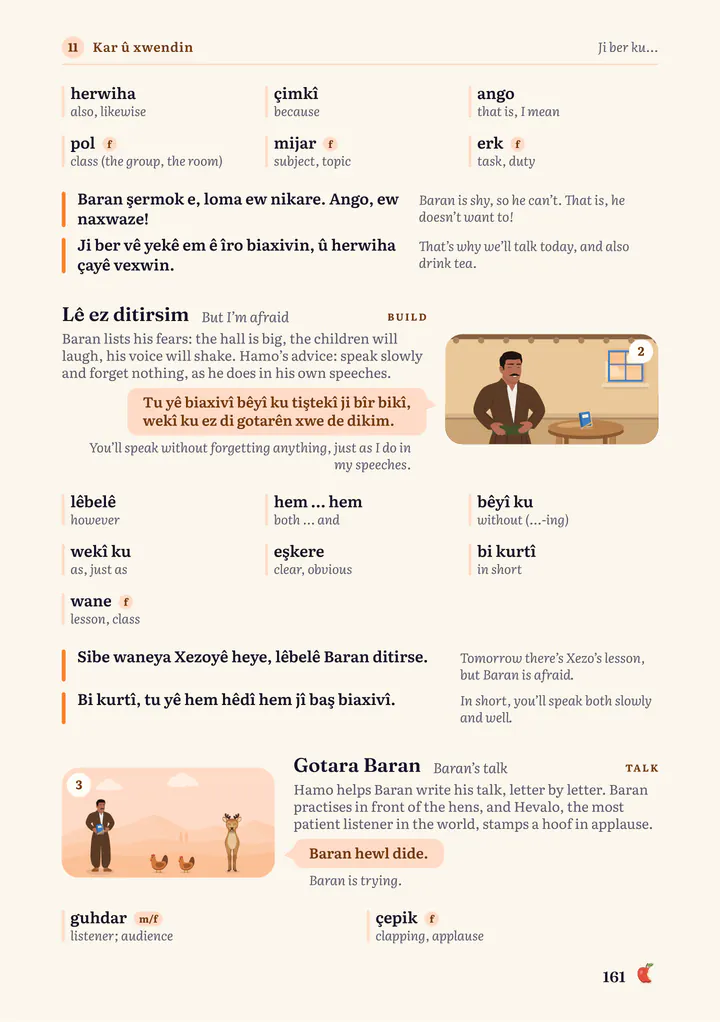 11 Kar û xwendin
Ji ber ku…
herwiha
also, likewise
çimkî
because
ango
that is, I mean
pol f
class (the group, the room)
mijar f
subject, topic
erk f
task, duty
Baran şermok e, loma ew nikare. Ango, ew
naxwaze!
Baran is shy, so he can’t. That is, he
doesn’t want to!
Ji ber vê yekê em ê îro biaxivin, û herwiha
çayê vexwin.
That’s why we’ll talk today, and also
drink tea.
Lê ez ditirsim But I’m afraid
BUILD
Baran lists his fears: the hall is big, the children will
laugh, his voice will shake. Hamo’s advice: speak slowly
and forget nothing, as he does in his own speeches.
Tu yê biaxivî bêyî ku tiştekî ji bîr bikî,
wekî ku ez di gotarên xwe de dikim.
You’ll speak without forgetting anything, just as I do in
my speeches.
2
lêbelê
however
hem … hem
both … and
bêyî ku
without (…-ing)
wekî ku
as, just as
eşkere
clear, obvious
bi kurtî
in short
wane f
lesson, class
Sibe waneya Xezoyê heye, lêbelê Baran ditirse.
Tomorrow there’s Xezo’s lesson,
but Baran is afraid.
Bi kurtî, tu yê hem hêdî hem jî baş biaxivî.
In short, you’ll speak both slowly
and well.
3
Gotara Baran Baran’s talk
TALK
Hamo helps Baran write his talk, letter by letter. Baran
practises in front of the hens, and Hevalo, the most
patient listener in the world, stamps a hoof in applause.
Baran hewl dide.
Baran is trying.
guhdar m/f
listener; audience
çepik f
clapping, applause
161